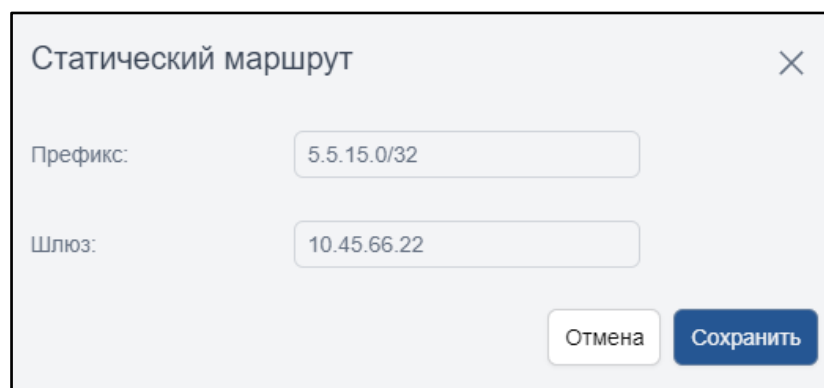 Статический маршрут
Префикс: 5.5.15.0/32
Шлюз: 10.45.66.22
Отмена Сохранить